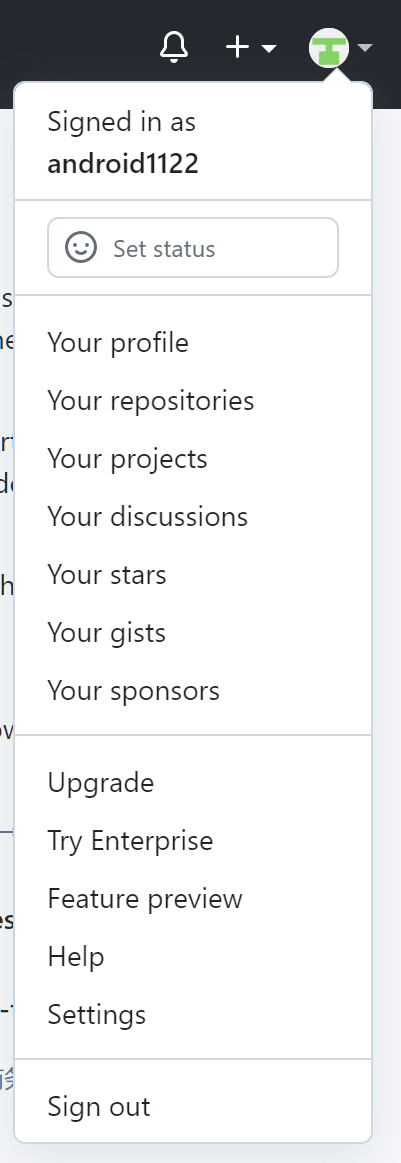 Signed in as
android1122
Set status
Your profile
Your repositories
Your projects
Your discussions
Your stars
Your gists
Your sponsors
Upgrade
Try Enterprise
Feature preview
Help
Settings
Sign out